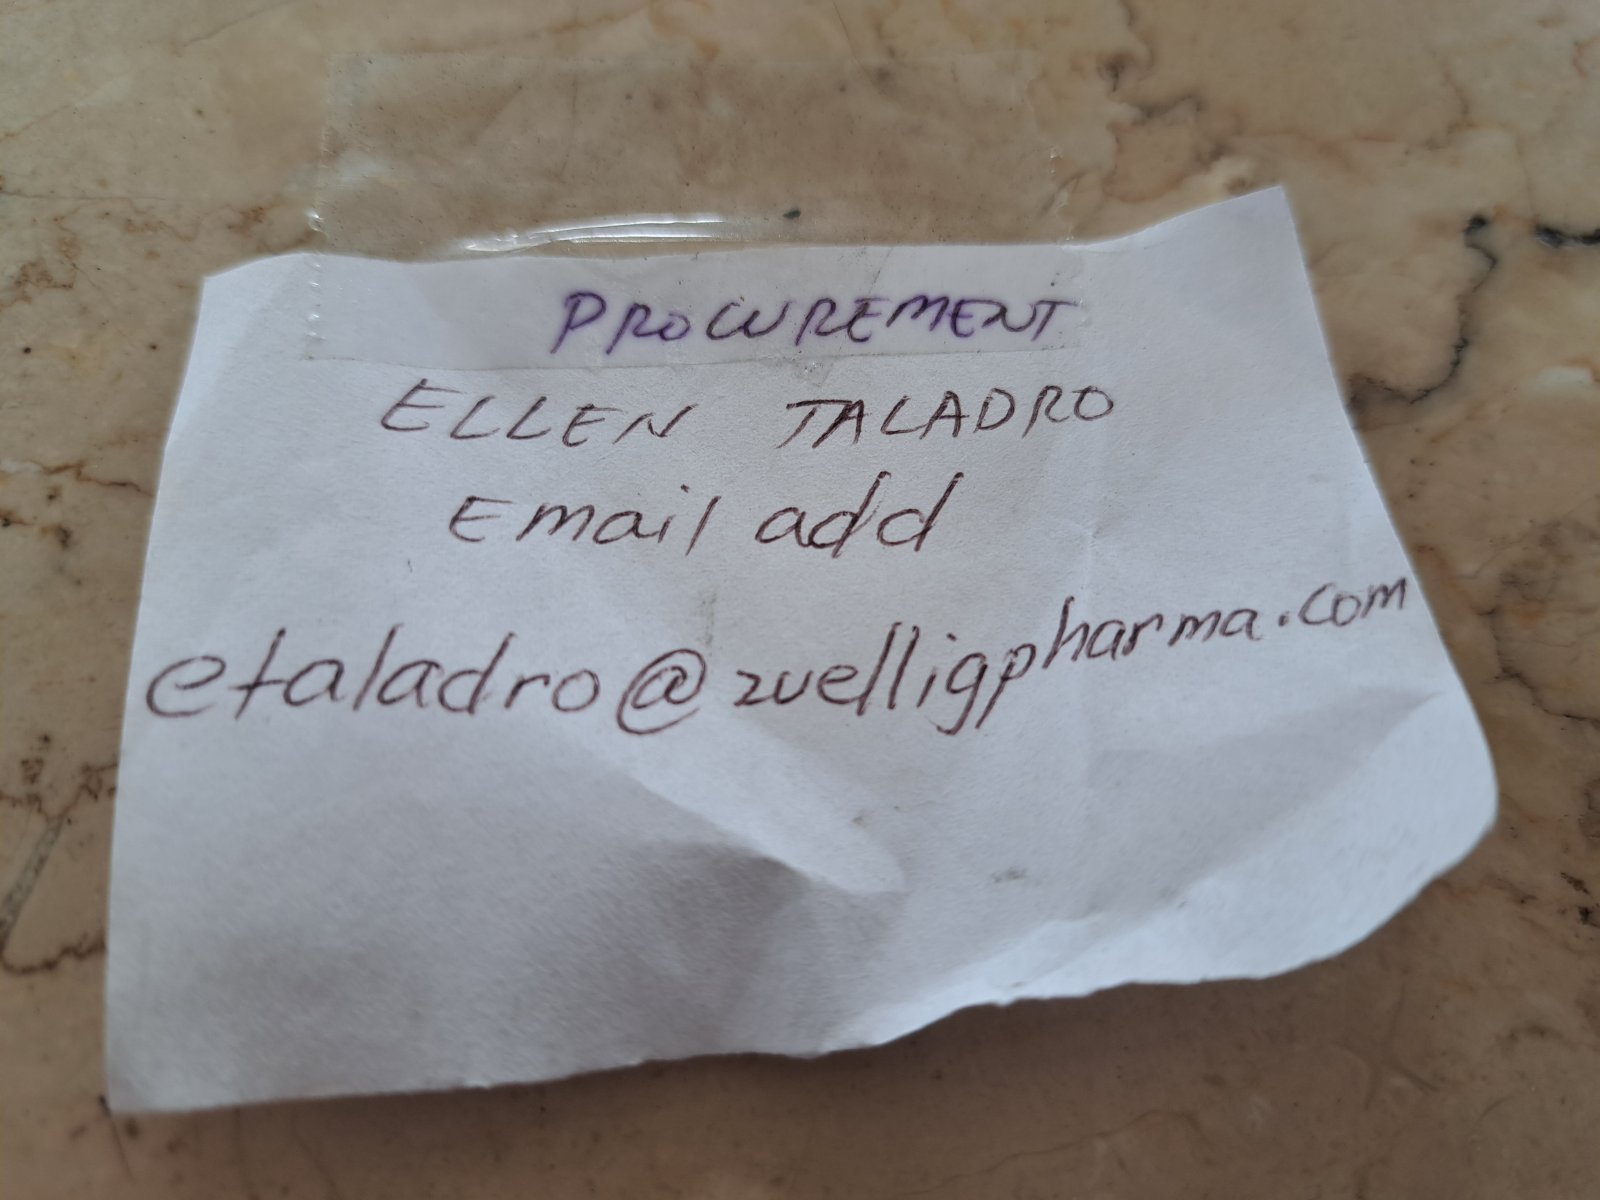 PROCUREMENT
ELLEN TALADRO
Email add
etaladro@zuelligpharma.com